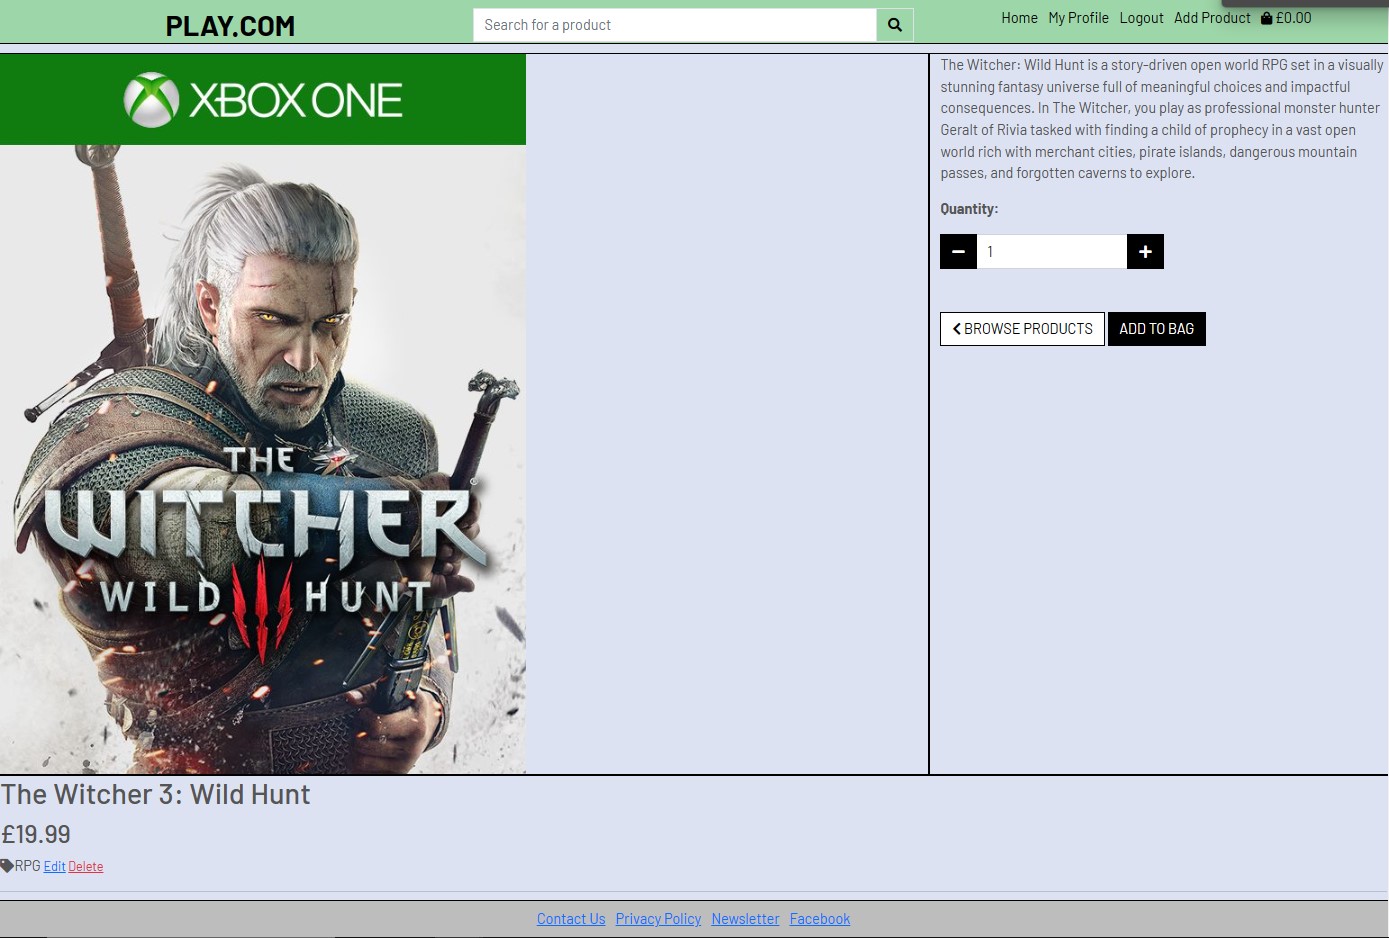 PLAY.COM
Search for a product
Home My Profile Logout Add Product £0.00
XBOX ONE
THE
WITCHER
WILD HUNT
The Witcher: Wild Hunt is a story-driven open world RPG set in a visually
stunning fantasy universe full of meaningful choices and impactful
consequences. In The Witcher, you play as professional monster hunter
Geralt of Rivia tasked with finding a child of prophecy in a vast open
world rich with merchant cities, pirate islands, dangerous mountain
passes, and forgotten caverns to explore.
Quantity:
1
BROWSE PRODUCTS ADD TO BAG
The Witcher 3: Wild Hunt
£19.99
RPG Edit Delete
Contact Us Privacy Policy Newsletter Facebook